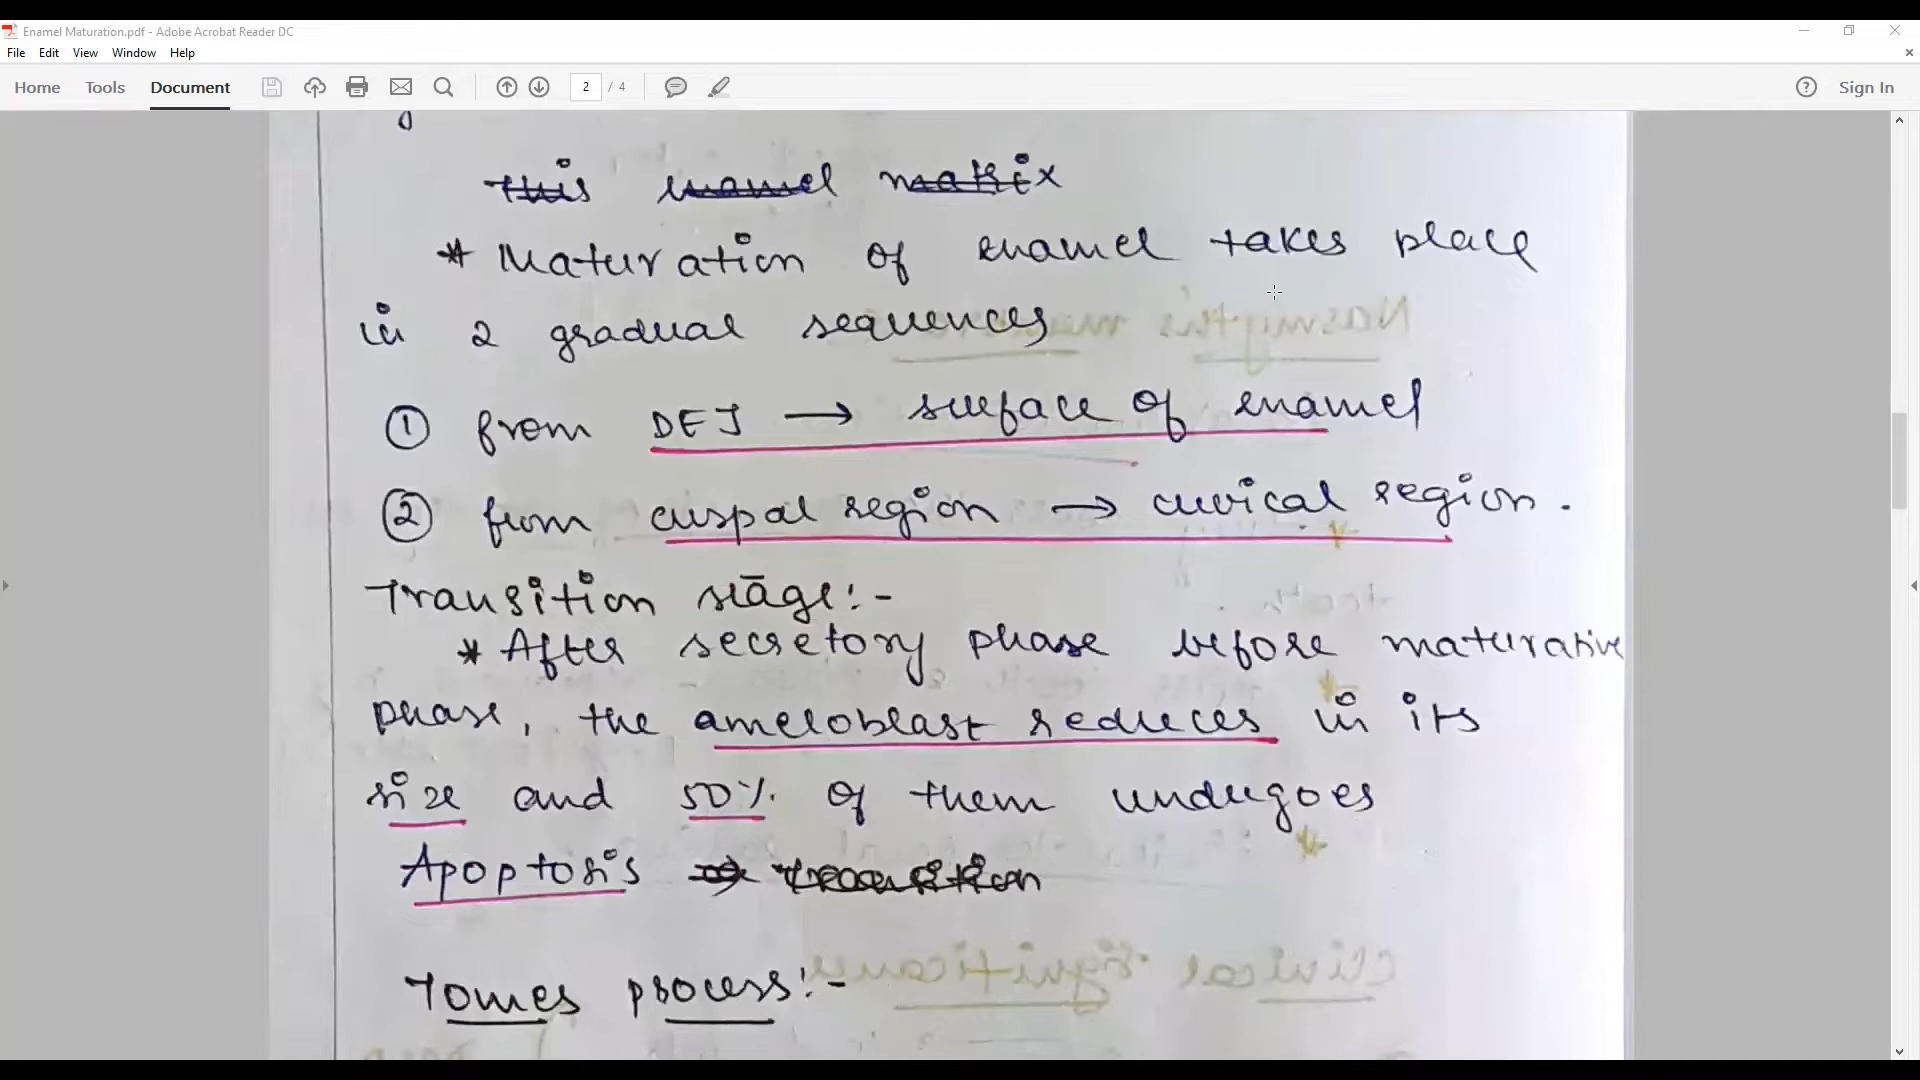 Enamel Maturation.pdf - Adobe Acrobat Reader DC
File Edit View Window Help
Home Tools Document 2 / 4 Sign In
this enamel matrix
* Maturation of enamel takes place
in 2 gradual sequences
① from DEJ → surface of enamel
② from cuspal region → cervical region.
Transition stage:-
* After secretory phase before maturative
phase, the ameloblast reduces in its
size and 50% of them undergoes
Apoptosis → transition
Tomes process:-